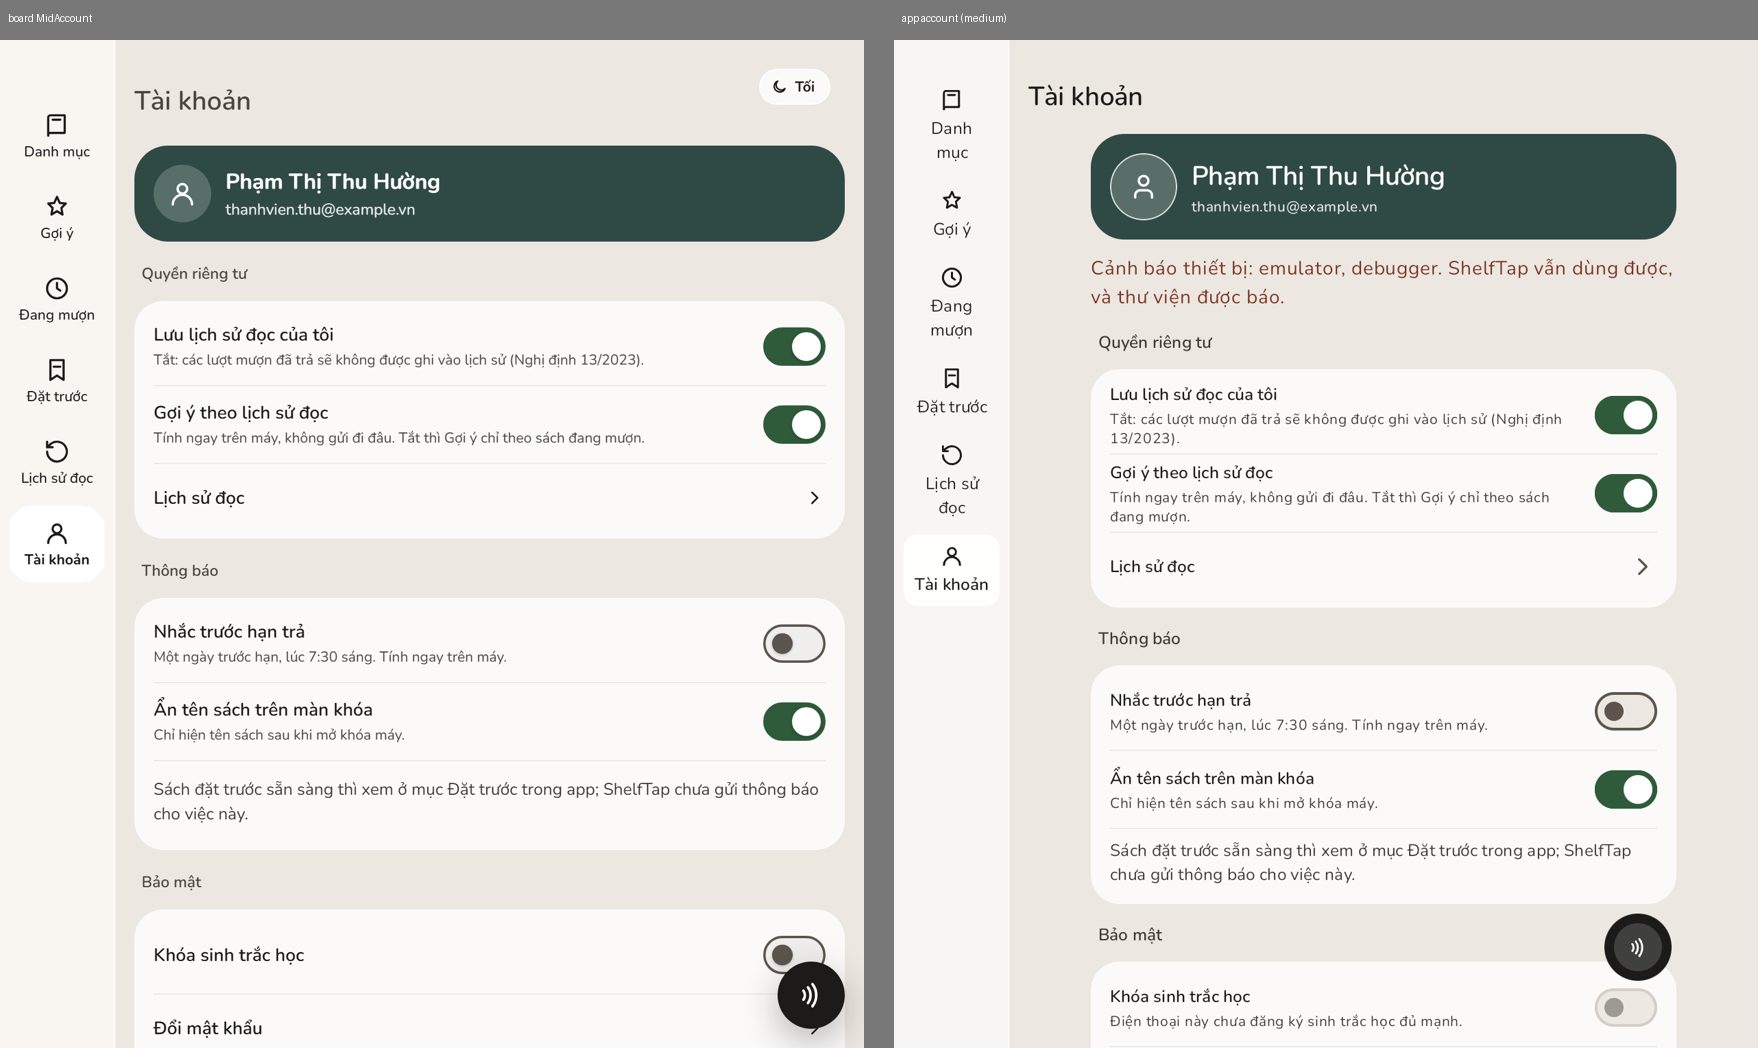 board MidAccount
Danh mục
Gợi ý
Đang mượn
Đặt trước
Lịch sử đọc
Tài khoản
Tài khoản
Tối
Phạm Thị Thu Hường
thanhvien.thu@example.vn
Quyền riêng tư
Lưu lịch sử đọc của tôi
Tắt: các lượt mượn đã trả sẽ không được ghi vào lịch sử (Nghị định 13/2023).
Gợi ý theo lịch sử đọc
Tính ngay trên máy, không gửi đi đâu. Tắt thì Gợi ý chỉ theo sách đang mượn.
Lịch sử đọc
Thông báo
Nhắc trước hạn trả
Một ngày trước hạn, lúc 7:30 sáng. Tính ngay trên máy.
Ẩn tên sách trên màn khóa
Chỉ hiện tên sách sau khi mở khóa máy.
Sách đặt trước sẵn sàng thì xem ở mục Đặt trước trong app; ShelfTap chưa gửi thông báo
cho việc này.
Bảo mật
Khóa sinh trắc học
Đổi mật khẩu
app account (medium)
Danh
mục
Gợi ý
Đang
mượn
Đặt trước
Lịch sử
đọc
Tài khoản
Tài khoản
Phạm Thị Thu Hường
thanhvien.thu@example.vn
Cảnh báo thiết bị: emulator, debugger. ShelfTap vẫn dùng được,
và thư viện được báo.
Quyền riêng tư
Lưu lịch sử đọc của tôi
Tắt: các lượt mượn đã trả sẽ không được ghi vào lịch sử (Nghị định
13/2023).
Gợi ý theo lịch sử đọc
Tính ngay trên máy, không gửi đi đâu. Tắt thì Gợi ý chỉ theo sách
đang mượn.
Lịch sử đọc
Thông báo
Nhắc trước hạn trả
Một ngày trước hạn, lúc 7:30 sáng. Tính ngay trên máy.
Ẩn tên sách trên màn khóa
Chỉ hiện tên sách sau khi mở khóa máy.
Sách đặt trước sẵn sàng thì xem ở mục Đặt trước trong app; ShelfTap
chưa gửi thông báo cho việc này.
Bảo mật
Khóa sinh trắc học
Điện thoại này chưa đăng ký sinh trắc học đủ mạnh.